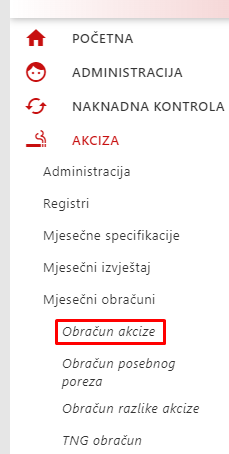 POČETNA
ADMINISTRACIJA
NAKNADNA KONTROLA
AKCIZA
Administracija
Registri
Mjesečne specifikacije
Mjesečni izvještaj
Mjesečni obračuni
Obračun akcize
Obračun posebnog
poreza
Obračun razlike akcize
TNG obračun